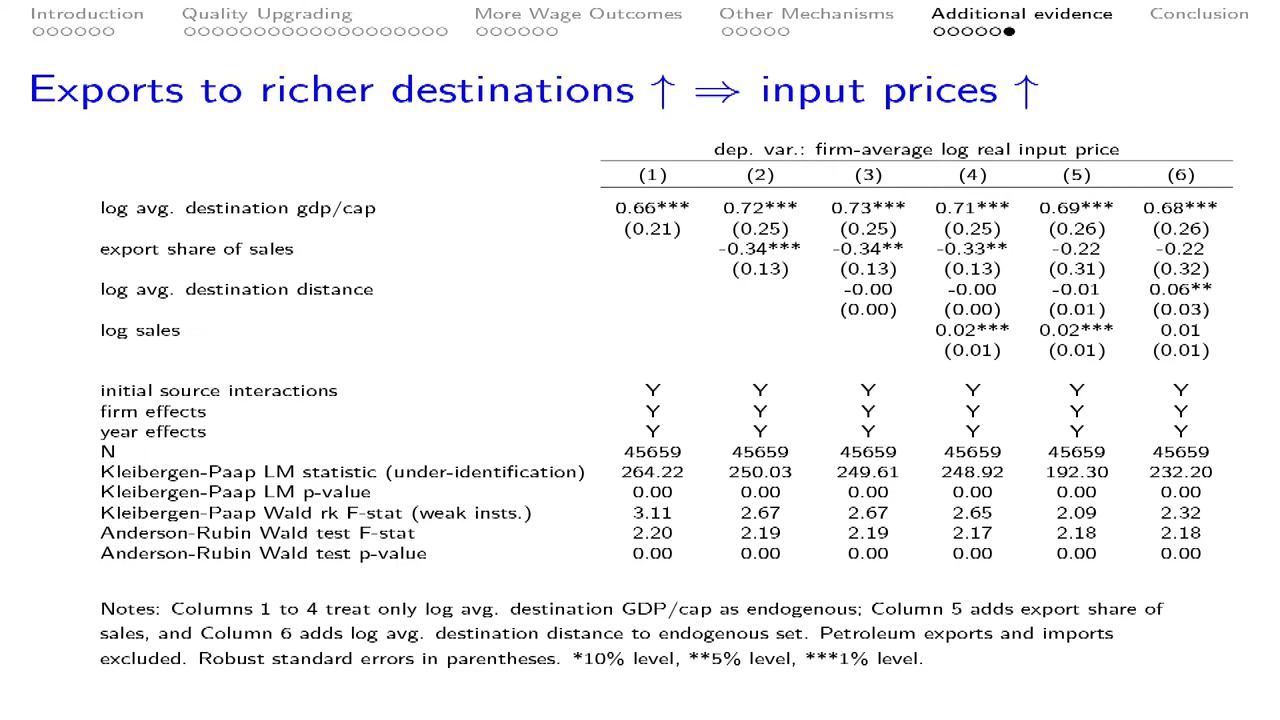 Introduction Quality Upgrading More Wage Outcomes Other Mechanisms Additional evidence Conclusion
Exports to richer destinations ↑ ⇒ input prices ↑
dep. var.: firm-average log real input price
(1) (2) (3) (4) (5) (6)
log avg. destination gdp/cap 0.66*** 0.72*** 0.73*** 0.71*** 0.69*** 0.68***
(0.21) (0.25) (0.25) (0.25) (0.26) (0.26)
export share of sales -0.34*** -0.34** -0.33** -0.22 -0.22
(0.13) (0.13) (0.13) (0.31) (0.32)
log avg. destination distance -0.00 -0.00 -0.01 0.06**
(0.00) (0.00) (0.01) (0.03)
log sales 0.02*** 0.02*** 0.01
(0.01) (0.01) (0.01)
initial source interactions Y Y Y Y Y Y
firm effects Y Y Y Y Y Y
year effects Y Y Y Y Y Y
N 45659 45659 45659 45659 45659 45659
Kleibergen-Paap LM statistic (under-identification) 264.22 250.03 249.61 248.92 192.30 232.20
Kleibergen-Paap LM p-value 0.00 0.00 0.00 0.00 0.00 0.00
Kleibergen-Paap Wald rk F-stat (weak insts.) 3.11 2.67 2.67 2.65 2.09 2.32
Anderson-Rubin Wald test F-stat 2.20 2.19 2.19 2.17 2.18 2.18
Anderson-Rubin Wald test p-value 0.00 0.00 0.00 0.00 0.00 0.00
Notes: Columns 1 to 4 treat only log avg. destination GDP/cap as endogenous; Column 5 adds export share of
sales, and Column 6 adds log avg. destination distance to endogenous set. Petroleum exports and imports
excluded. Robust standard errors in parentheses. *10% level, **5% level, ***1% level.